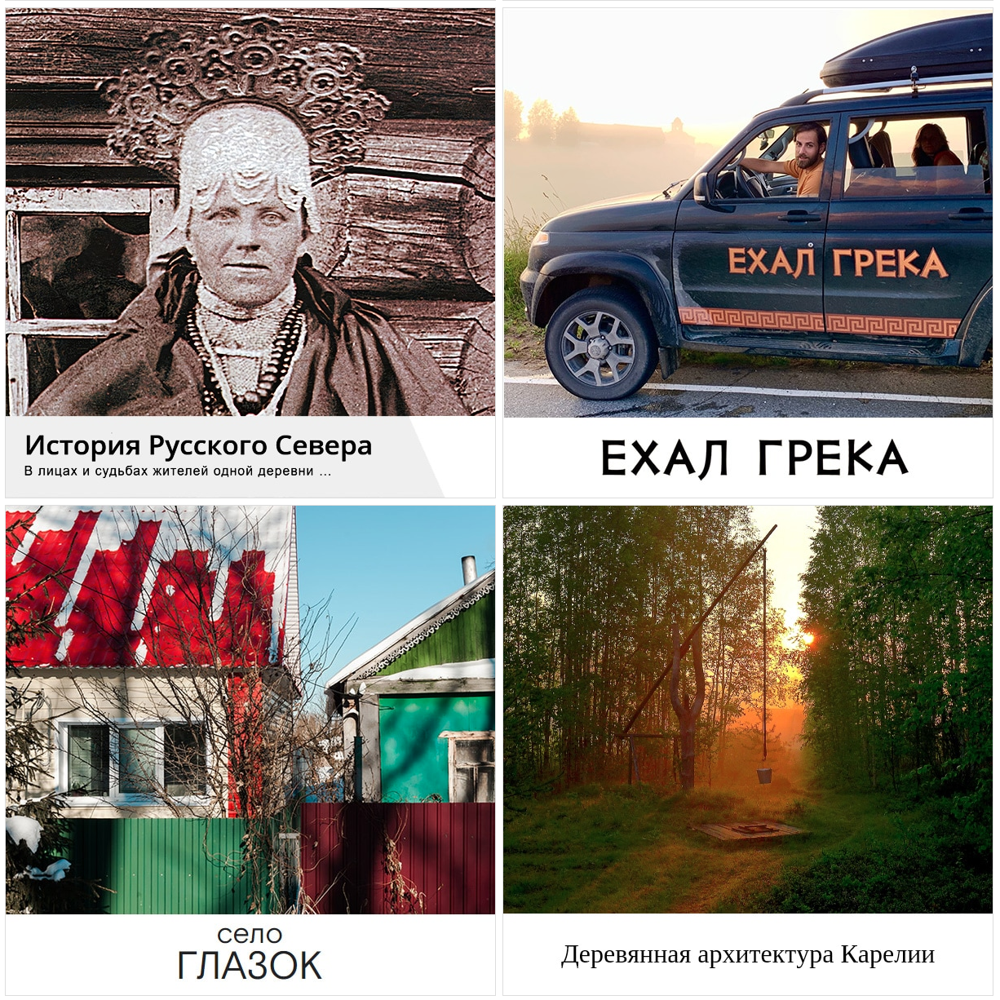 История Русского Севера
В лицах и судьбах жителей одной деревни ...
ЕХАЛ ГРЕКА
ЕХАЛ ГРЕКА
село
ГЛАЗОК
Деревянная архитектура Карелии